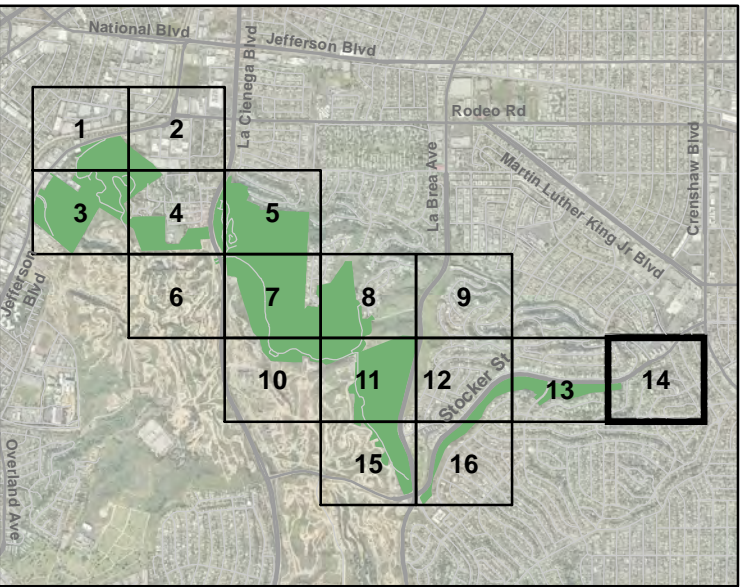 National Blvd
Jefferson Blvd
La Cienega Blvd
Rodeo Rd
1
2
Martin Luther King Jr Blvd
La Brea Ave
Crenshaw Blvd
3
4
5
Jefferson
Blvd
6
7
8
9
10
11
12
Stocker St
13
14
Overland Ave
15
16